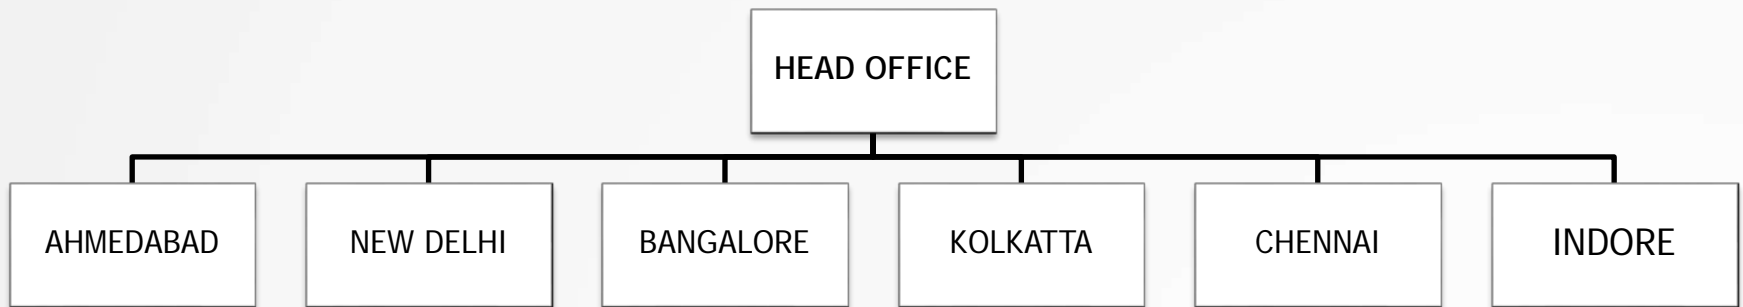 HEAD OFFICE
AHMEDABAD
NEW DELHI
BANGALORE
KOLKATTA
CHENNAI
INDORE